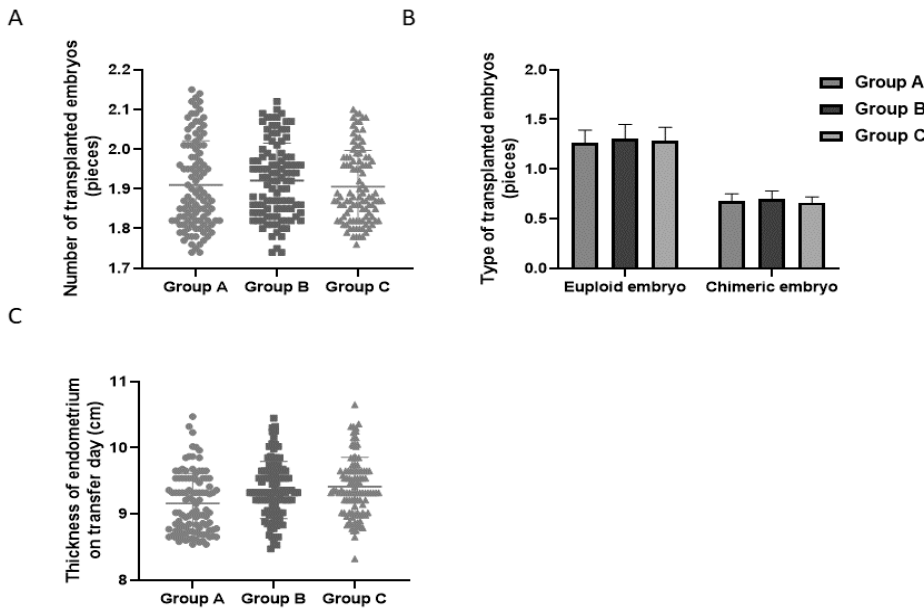 A
Number of transplanted embryos
(pieces)
2.2
2.1
2.0
1.9
1.8
1.7
Group A
Group B
Group C
B
Type of transplanted embryos
(pieces)
2.0
1.5
1.0
0.5
0.0
Euploid embryo
Chimeric embryo
Group A
Group B
Group C
C
Thickness of endometrium
on transfer day (cm)
11
10
9
8
Group A
Group B
Group C